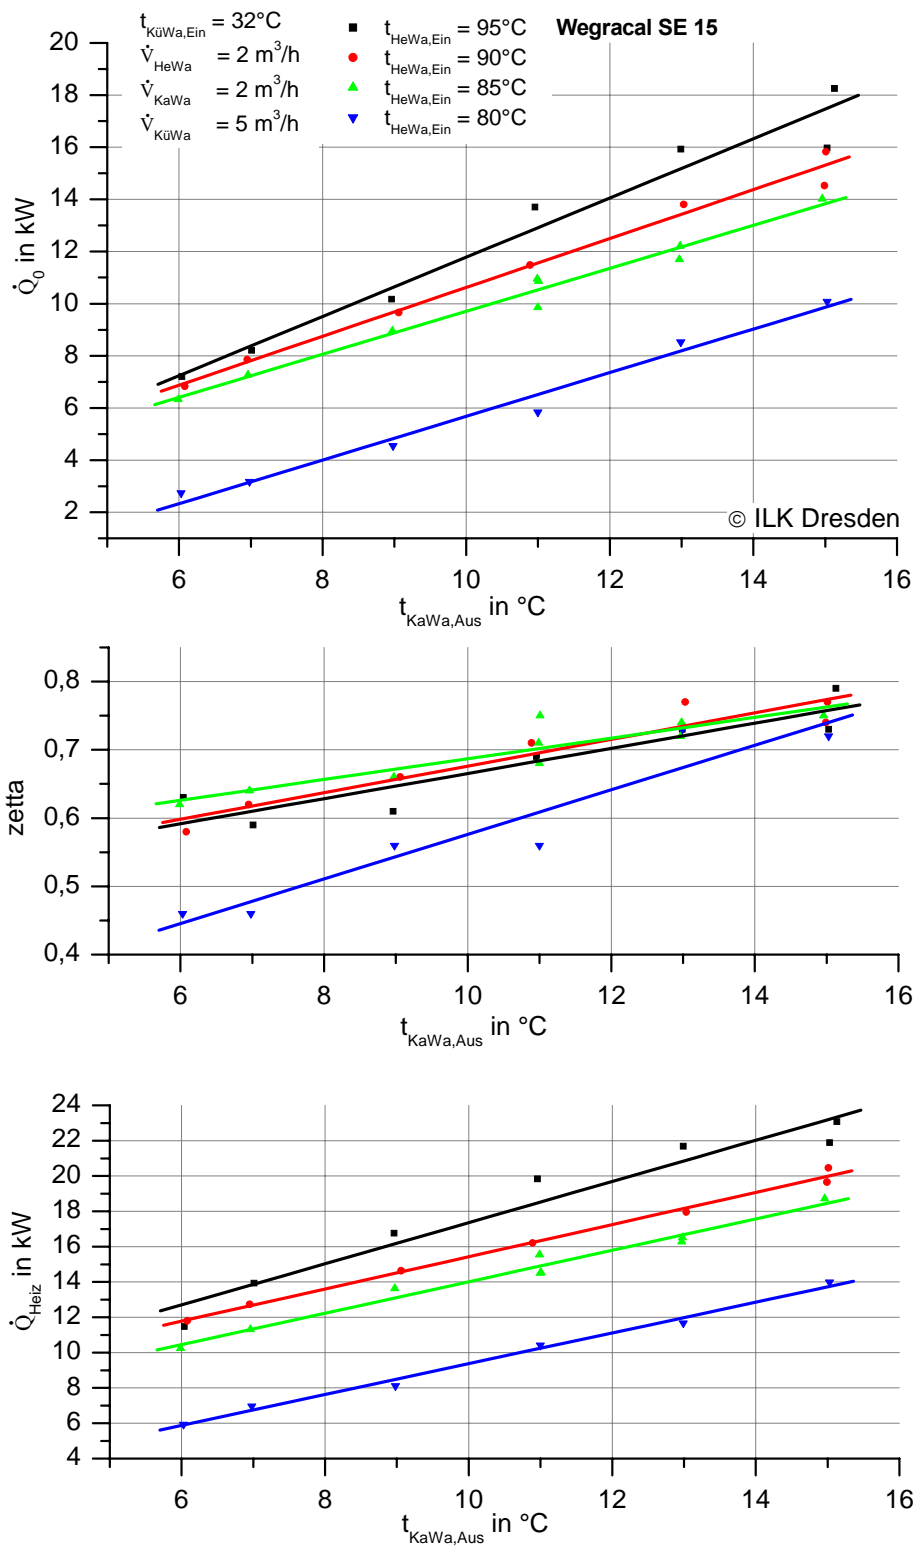 t_KüWa,Ein = 32°C
V̇_HeWa = 2 m³/h
V̇_KaWa = 2 m³/h
V̇_KüWa = 5 m³/h
t_HeWa,Ein = 95°C
t_HeWa,Ein = 90°C
t_HeWa,Ein = 85°C
t_HeWa,Ein = 80°C
Wegracal SE 15
20
18
16
14
12
10
8
6
4
2
Q̇_0 in kW
© ILK Dresden
6 8 10 12 14 16
t_KaWa,Aus in °C
0,8
0,7
0,6
0,5
0,4
zetta
6 8 10 12 14 16
t_KaWa,Aus in °C
24
22
20
18
16
14
12
10
8
6
4
Q̇_Heiz in kW
6 8 10 12 14 16
t_KaWa,Aus in °C